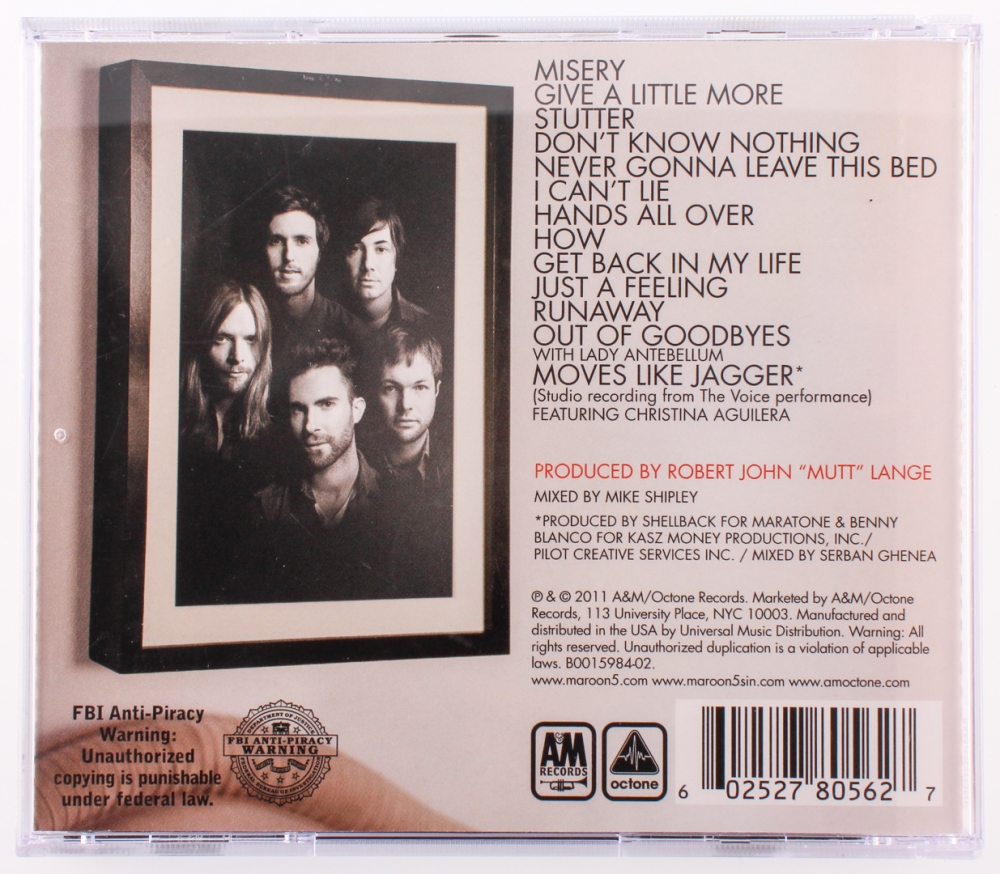 MISERY
GIVE A LITTLE MORE
STUTTER
DON'T KNOW NOTHING
NEVER GONNA LEAVE THIS BED
I CAN'T LIE
HANDS ALL OVER
HOW
GET BACK IN MY LIFE
JUST A FEELING
RUNAWAY
OUT OF GOODBYES
WITH LADY ANTEBELLUM
MOVES LIKE JAGGER*
(Studio recording from The Voice performance)
FEATURING CHRISTINA AGUILERA
PRODUCED BY ROBERT JOHN "MUTT" LANGE
MIXED BY MIKE SHIPLEY
*PRODUCED BY SHELLBACK FOR MARATONE & BENNY
BLANCO FOR KASZ MONEY PRODUCTIONS, INC./
PILOT CREATIVE SERVICES INC. / MIXED BY SERBAN GHENEA
℗ & © 2011 A&M/Octone Records. Marketed by A&M/Octone
Records, 113 University Place, NYC 10003. Manufactured and
distributed in the USA by Universal Music Distribution. Warning: All
rights reserved. Unauthorized duplication is a violation of applicable
laws. B0015984-02.
www.maroon5.com www.maroon5sin.com www.amoctone.com
FBI Anti-Piracy
Warning:
Unauthorized
copying is punishable
under federal law.
DEPARTMENT OF JUSTICE
FBI ANTI-PIRACY
WARNING
FEDERAL BUREAU OF INVESTIGATION
A&M
RECORDS
octone
6 02527 80562 7